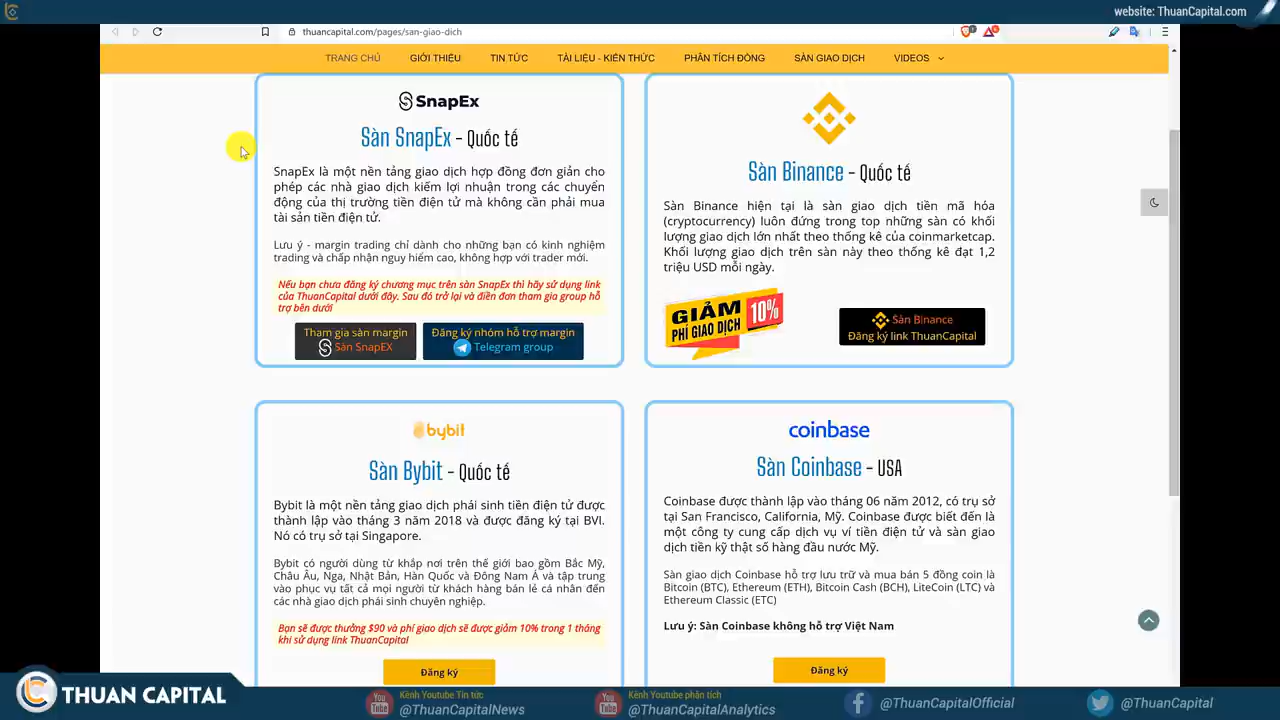 website: ThuanCapital.com
thuancapital.com/pages/san-giao-dich
TRANG CHỦ GIỚI THIỆU TIN TỨC TÀI LIỆU - KIẾN THỨC PHÂN TÍCH ĐỘNG SÀN GIAO DỊCH VIDEOS
SnapEx
Sàn SnapEx - Quốc tế
SnapEx là một nền tảng giao dịch hợp đồng đơn giản cho
phép các nhà giao dịch kiếm lợi nhuận trong các chuyển
động của thị trường tiền điện tử mà không cần phải mua
tài sản tiền điện tử.
Lưu ý - margin trading chỉ dành cho những bạn có kinh nghiệm
trading và chấp nhận nguy hiểm cao, không hợp với trader mới.
Nếu bạn chưa đăng ký chương mục trên sàn SnapEx thì hãy sử dụng link
của ThuanCapital dưới đây. Sau đó trở lại và điền đơn tham gia group hỗ
trợ bên dưới
Tham gia sàn margin
Sàn SnapEX
Đăng ký nhóm hỗ trợ margin
Telegram group
Sàn Binance - Quốc tế
Sàn Binance hiện tại là sàn giao dịch tiền mã hóa
(cryptocurrency) luôn đứng trong top những sàn có khối
lượng giao dịch lớn nhất theo thống kê của coinmarketcap.
Khối lượng giao dịch trên sàn này theo thống kê đạt 1,2
triệu USD mỗi ngày.
GIẢM 10%
PHÍ GIAO DỊCH
Sàn Binance
Đăng ký link ThuanCapital
bybit
Sàn Bybit - Quốc tế
Bybit là một nền tảng giao dịch phái sinh tiền điện tử được
thành lập vào tháng 3 năm 2018 và được đăng ký tại BVI.
Nó có trụ sở tại Singapore.
Bybit có người dùng từ khắp nơi trên thế giới bao gồm Bắc Mỹ,
Châu Âu, Nga, Nhật Bản, Hàn Quốc và Đông Nam Á và tập trung
vào phục vụ tất cả mọi người từ khách hàng bán lẻ cá nhân đến
các nhà giao dịch phái sinh chuyên nghiệp.
Bạn sẽ được thưởng $90 và phí giao dịch sẽ được giảm 10% trong 1 tháng
khi sử dụng link ThuanCapital
Đăng ký
coinbase
Sàn Coinbase - USA
Coinbase được thành lập vào tháng 06 năm 2012, có trụ sở
tại San Francisco, California, Mỹ. Coinbase được biết đến là
một công ty cung cấp dịch vụ ví tiền điện tử và sàn giao
dịch tiền kỹ thật số hàng đầu nước Mỹ.
Sàn giao dịch Coinbase hỗ trợ lưu trữ và mua bán 5 đồng coin là
Bitcoin (BTC), Ethereum (ETH), Bitcoin Cash (BCH), LiteCoin (LTC) và
Ethereum Classic (ETC)
Lưu ý: Sàn Coinbase không hỗ trợ Việt Nam
Đăng ký
THUAN CAPITAL
Kênh Youtube Tin tức:
@ThuanCapitalNews
Kênh Youtube phân tích
@ThuanCapitalAnalytics
@ThuanCapitalOfficial
@ThuanCapital